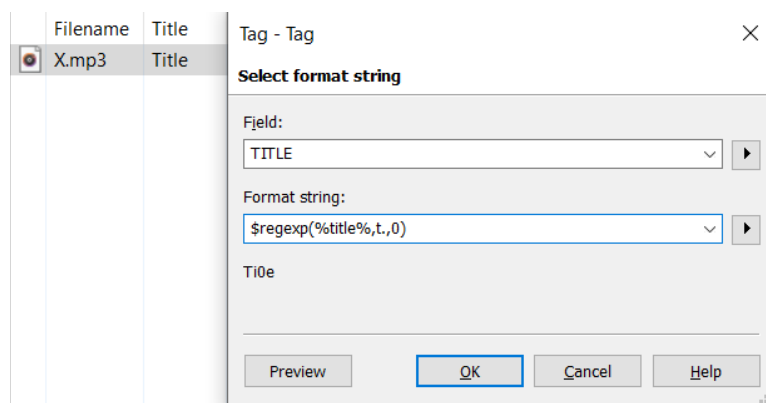 Filename Title
X.mp3 Title
Tag - Tag
Select format string
Field:
TITLE
Format string:
$regexp(%title%,t.,0)
Ti0e
Preview OK Cancel Help